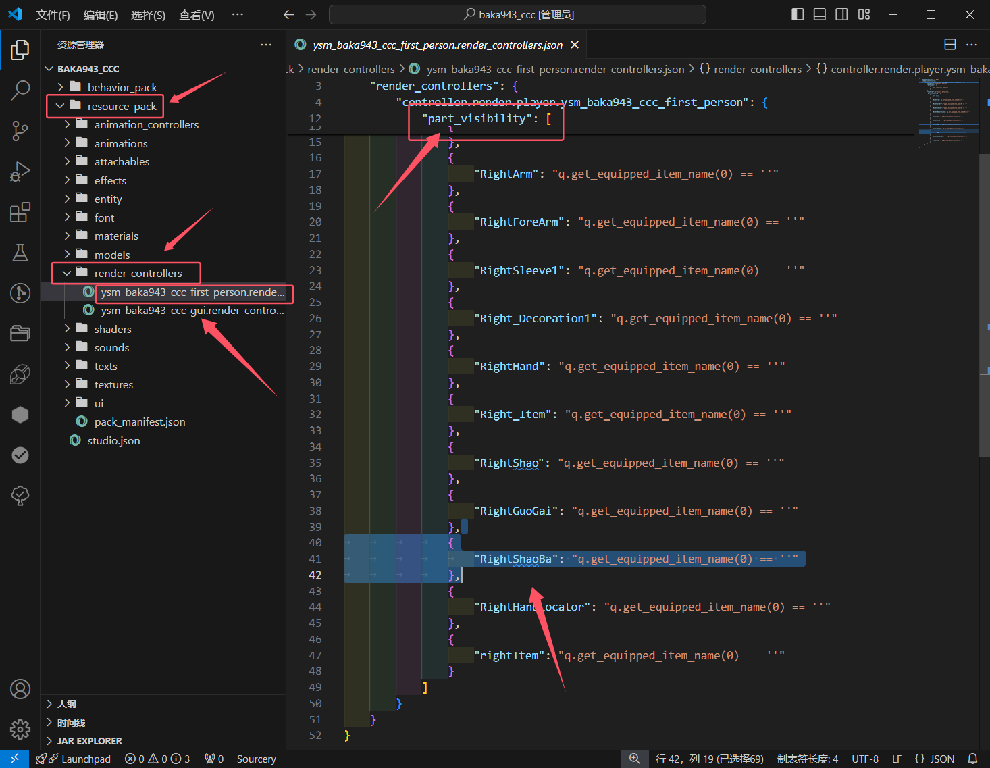 文件(F) 编辑(E) 选择(S) 查看(V) ··· baka943_ccc [管理员]
资源管理器 ···
ysm_baka943_ccc_first_person.render_controllers.json
ck > render_controllers > ysm_baka943_ccc_first_person.render_controllers.json > {} render_controllers > {} controller.render.player.ysm_baka
BAKA943_CCC
behavior_pack
resource_pack
animation_controllers
animations
attachables
effects
entity
font
materials
models
render_controllers
ysm_baka943_ccc_first_person.rende...
ysm_baka943_ccc_gui.render_contro...
shaders
sounds
texts
textures
ui
pack_manifest.json
studio.json
大纲
时间线
JAR EXPLORER
3 "render_controllers": {
4 "controller.render.player.ysm_baka943_ccc_first_person": {
12 "part_visibility": [
15 },
16 {
17 "RightArm": "q.get_equipped_item_name(0) == ''"
18 },
19 {
20 "RightForeArm": "q.get_equipped_item_name(0) == ''"
21 },
22 {
23 "RightSleeve1": "q.get_equipped_item_name(0) == ''"
24 },
25 {
26 "Right_Decoration1": "q.get_equipped_item_name(0) == ''"
27 },
28 {
29 "RightHand": "q.get_equipped_item_name(0) == ''"
30 },
31 {
32 "Right_Item": "q.get_equipped_item_name(0) == ''"
33 },
34 {
35 "RightShao": "q.get_equipped_item_name(0) == ''"
36 },
37 {
38 "RightGuoGai": "q.get_equipped_item_name(0) == ''"
39 },
40 {
41 "RightShaoBa": "q.get_equipped_item_name(0) == ''"
42 },
43 {
44 "RightHandLocator": "q.get_equipped_item_name(0) == ''"
45 },
46 {
47 "rightItem": "q.get_equipped_item_name(0) == ''"
48 }
49 ]
50 }
51 }
52 }
Launchpad 0 0 3 0 Sourcery 行 42，列 19 (已选择69) 制表符长度: 4 UTF-8 LF {} JSON